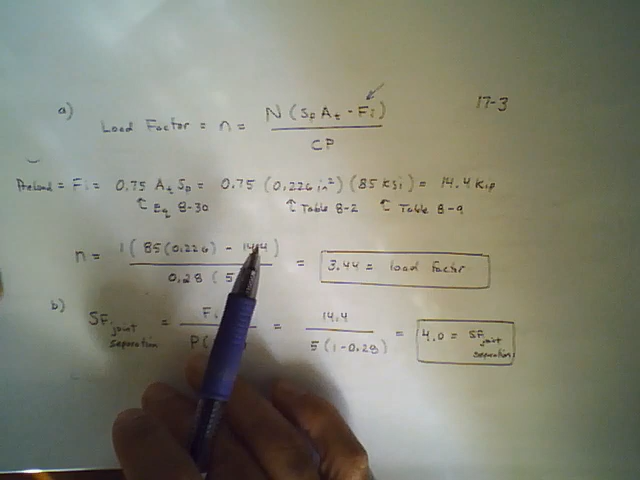 a) Load Factor = n = N (Sp At - Fi) / CP 17-3
Preload = Fi = 0.75 At Sp = 0.75 (0.226 in²) (85 ksi) = 14.4 Kip
↑ Eq 8-30 ↑ Table 8-2 ↑ Table 8-9
n = 1 ( 85 (0.226) - 14.4 ) / 0.28 ( 5 = 3.44 = load factor
b) SF joint separation = F / P( = 14.4 / 5 (1-0.28) = 4.0 = SF joint separation